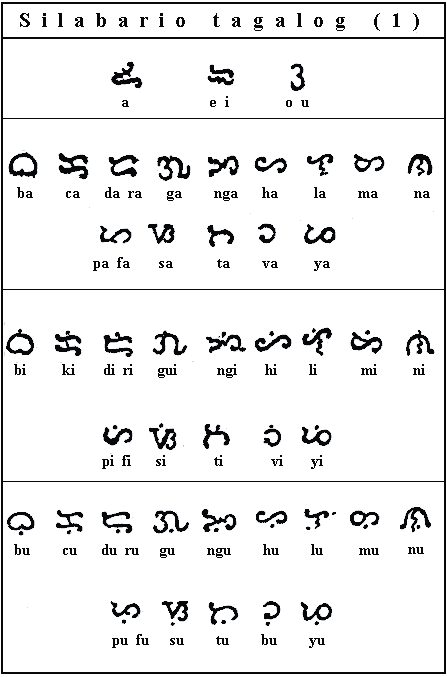 Silabario tagalog (1)
ᜀ ᜁ ᜂ
a e i o u
ᜊ ᜃ ᜇ ᜄ ᜅ ᜑ ᜎ ᜋ ᜈ
ba ca da ra ga nga ha la ma na
ᜉ ᜐ ᜆ ᜏ ᜌ
pa fa sa ta va ya
ᜊᜒ ᜃᜒ ᜇᜒ ᜄᜒ ᜅᜒ ᜑᜒ ᜎᜒ ᜋᜒ ᜈᜒ
bi ki di ri gui ngi hi li mi ni
ᜉᜒ ᜐᜒ ᜆᜒ ᜏᜒ ᜌᜒ
pi fi si ti vi yi
ᜊᜓ ᜃᜓ ᜇᜓ ᜄᜓ ᜅᜓ ᜑᜓ ᜎᜓ ᜋᜓ ᜈᜓ
bu cu du ru gu ngu hu lu mu nu
ᜉᜓ ᜐᜓ ᜆᜓ ᜏᜓ ᜌᜓ
pu fu su tu bu yu